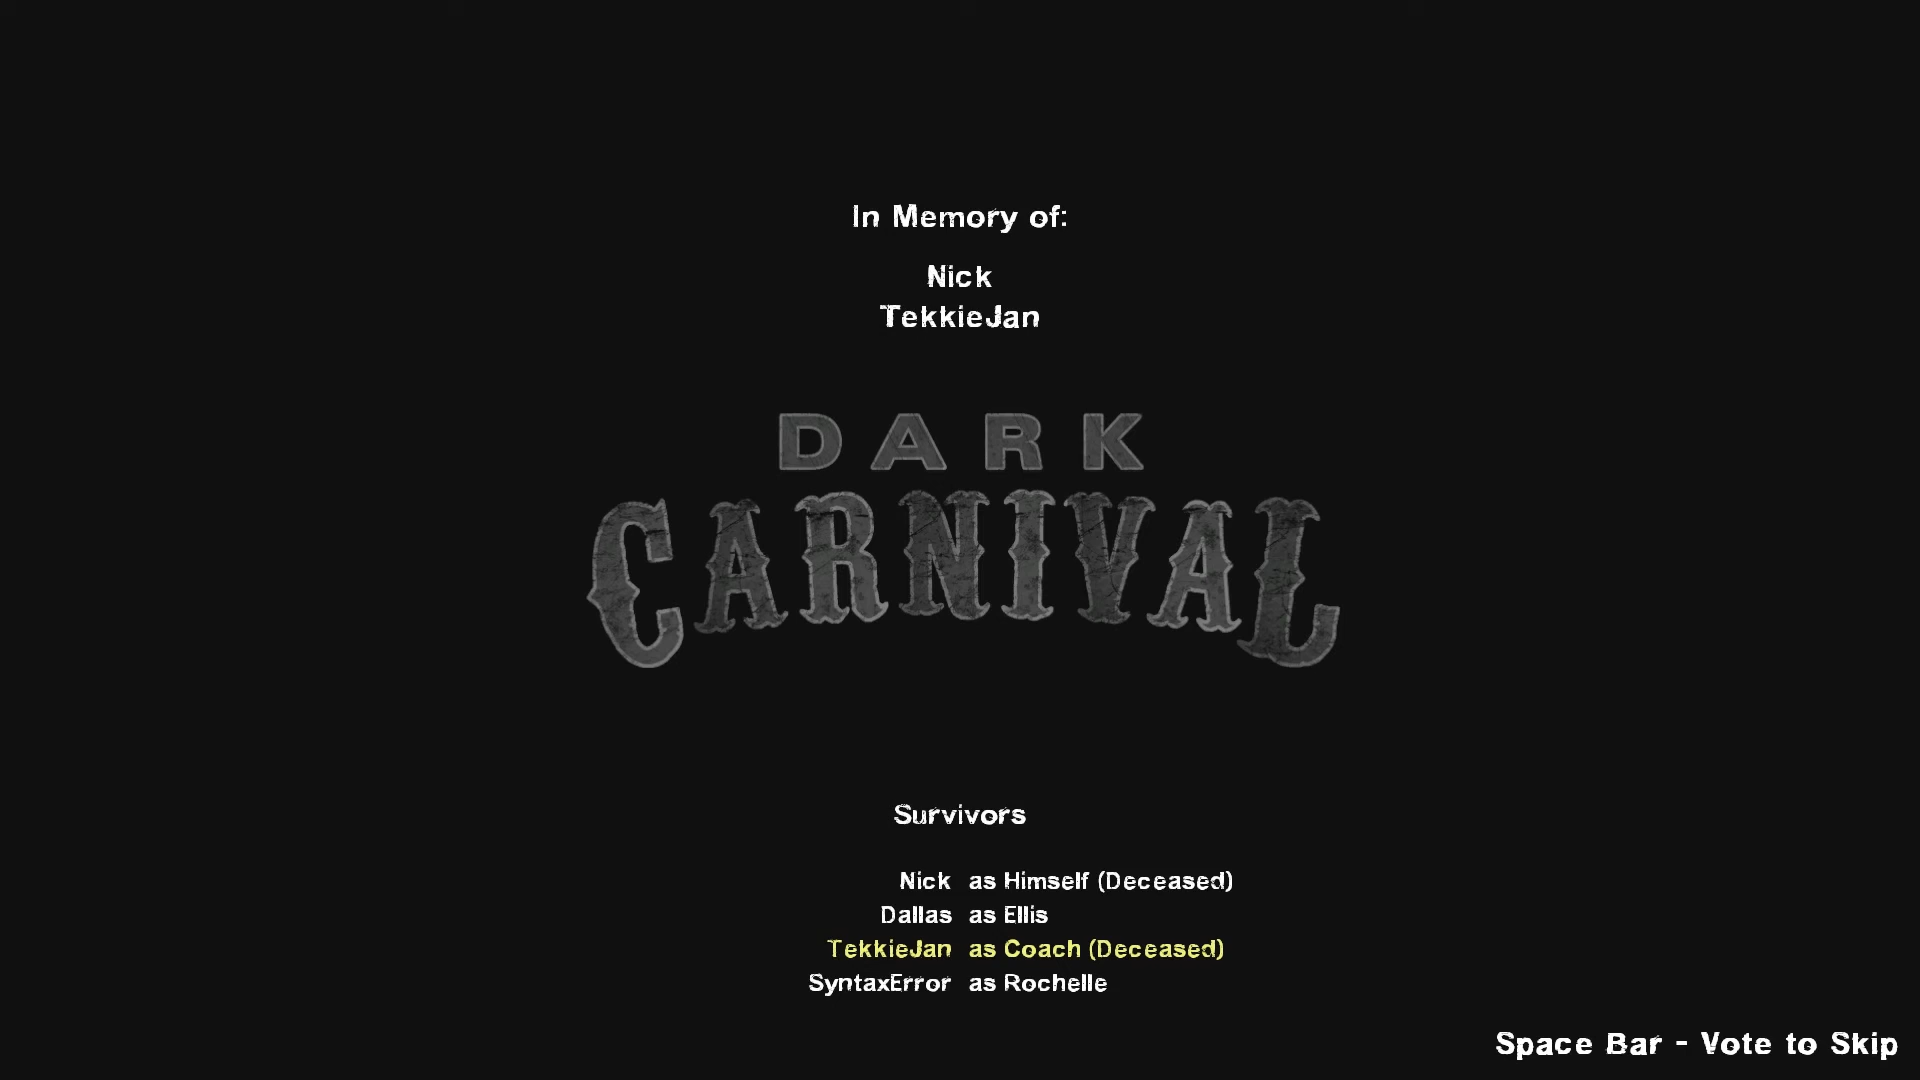 In Memory of:
Nick
TekkieJan
DARK
CARNIVAL
Survivors
Nick as Himself (Deceased)
Dallas as Ellis
TekkieJan as Coach (Deceased)
SyntaxError as Rochelle
Space Bar - Vote to Skip